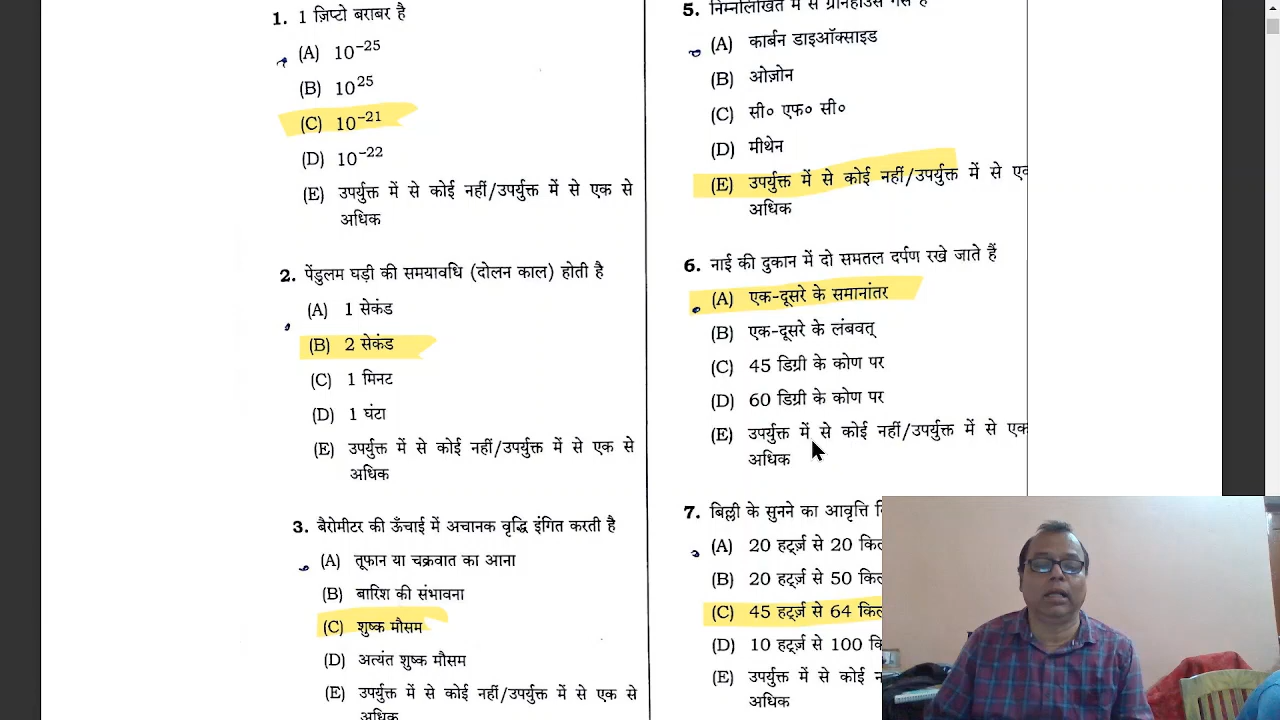 1. 1 ज़िप्टो बराबर है
(A) 10⁻²⁵
(B) 10²⁵
(C) 10⁻²¹
(D) 10⁻²²
(E) उपर्युक्त में से कोई नहीं/उपर्युक्त में से एक से
अधिक
2. पेंडुलम घड़ी की समयावधि (दोलन काल) होती है
(A) 1 सेकंड
(B) 2 सेकंड
(C) 1 मिनट
(D) 1 घंटा
(E) उपर्युक्त में से कोई नहीं/उपर्युक्त में से एक से
अधिक
3. बैरोमीटर की ऊँचाई में अचानक वृद्धि इंगित करती है
(A) तूफान या चक्रवात का आना
(B) बारिश की संभावना
(C) शुष्क मौसम
(D) अत्यंत शुष्क मौसम
(E) उपर्युक्त में से कोई नहीं/उपर्युक्त में से एक से
अधिक
5. निम्नलिखित में से ग्रीनहाउस गैस है
(A) कार्बन डाइऑक्साइड
(B) ओज़ोन
(C) सी० एफ० सी०
(D) मीथेन
(E) उपर्युक्त में से कोई नहीं/उपर्युक्त में से
अधिक
6. नाई की दुकान में दो समतल दर्पण रखे जाते हैं
(A) एक-दूसरे के समानांतर
(B) एक-दूसरे के लंबवत्
(C) 45 डिग्री के कोण पर
(D) 60 डिग्री के कोण पर
(E) उपर्युक्त में से कोई नहीं/उपर्युक्त में से एक
अधिक
7. बिल्ली के सुनने का आवृत्ति
(A) 20 हर्ट्ज़ से 20
(B) 20 हर्ट्ज़ से 50
(C) 45 हर्ट्ज़ से 64
(D) 10 हर्ट्ज़ से 100
(E) उपर्युक्त में से कोई
अधिक